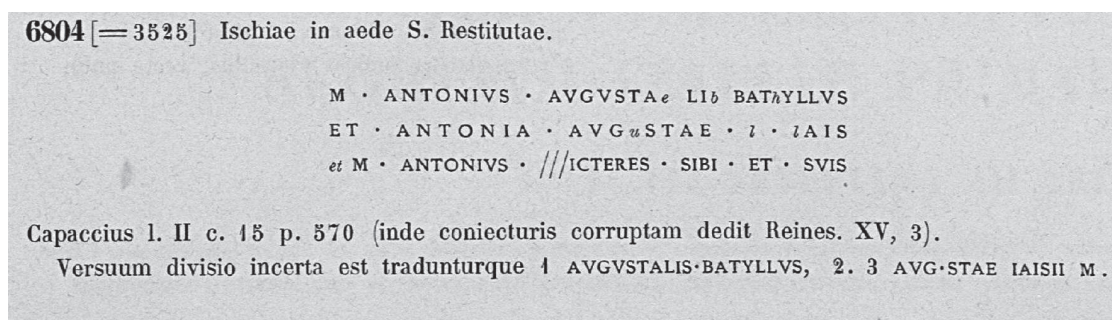 6804 [= 3525] Ischiae in aede S. Restitutae.
M · ANTONIVS · AVGVSTAe LIb BAThYLLVS
ET · ANTONIA · AVGuSTAE · l · lAIS
et M · ANTONIVS · ///ICTERES · SIBI · ET · SVIS
Capaccius l. II c. 15 p. 570 (inde coniecturis corruptam dedit Reines. XV, 3).
Versuum divisio incerta est tradunturque 1 AVGVSTALIS·BATYLLVS, 2. 3 AVG·STAE IAISII M.